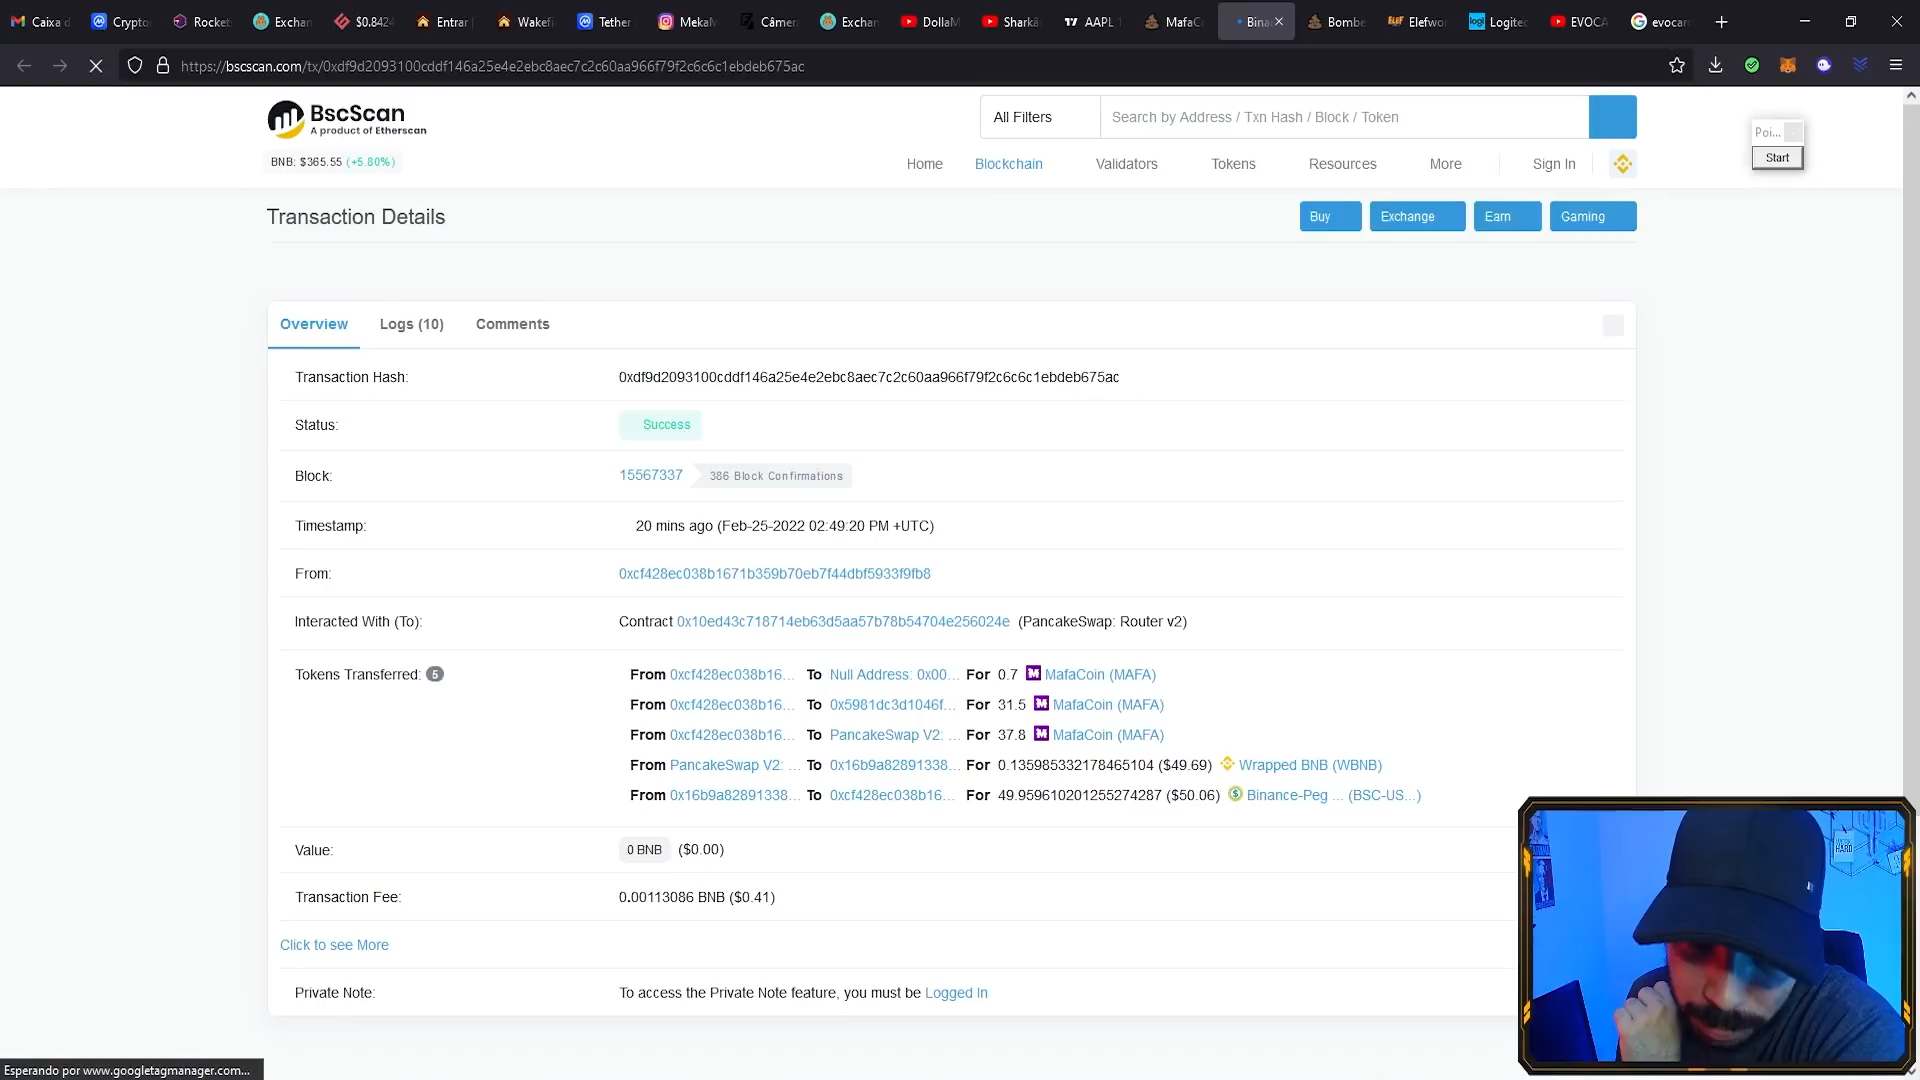 Caixa d
Crypto
Rocke
Exchan
$0.8424
Entrar
Wakefi
Tether
MekaM
Câmer
Exchan
DollaM
Sharka
AAPL
MafaC
Bina
Bombe
Elefwo
Logitec
EVOCA
evocar
https://bscscan.com/tx/0xdf9d2093100cddf146a25e4e2ebc8aec7c2c60aa966f79f2c6c6c1ebdeb675ac
BscScan
A product of Etherscan
All Filters
Search by Address / Txn Hash / Block / Token
Poi...
Start
BNB: $365.55 (+5.80%)
Home
Blockchain
Validators
Tokens
Resources
More
Sign In
Transaction Details
Buy
Exchange
Earn
Gaming
Overview
Logs (10)
Comments
Transaction Hash: 0xdf9d2093100cddf146a25e4e2ebc8aec7c2c60aa966f79f2c6c6c1ebdeb675ac
Status: Success
Block: 15567337 386 Block Confirmations
Timestamp: 20 mins ago (Feb-25-2022 02:49:20 PM +UTC)
From: 0xcf428ec038b1671b359b70eb7f44dbf5933f9fb8
Interacted With (To): Contract 0x10ed43c718714eb63d5aa57b78b54704e256024e (PancakeSwap: Router v2)
Tokens Transferred: 5
From 0xcf428ec038b16... To Null Address: 0x00... For 0.7 MafaCoin (MAFA)
From 0xcf428ec038b16... To 0x5981dc3d1046f... For 31.5 MafaCoin (MAFA)
From 0xcf428ec038b16... To PancakeSwap V2: ... For 37.8 MafaCoin (MAFA)
From PancakeSwap V2: ... To 0x16b9a82891338... For 0.135985332178465104 ($49.69) Wrapped BNB (WBNB)
From 0x16b9a82891338... To 0xcf428ec038b16... For 49.959610201255274287 ($50.06) Binance-Peg ... (BSC-US...)
Value: 0 BNB ($0.00)
Transaction Fee: 0.00113086 BNB ($0.41)
Click to see More
Private Note: To access the Private Note feature, you must be Logged In
HARD
Esperando por www.googletagmanager.com...